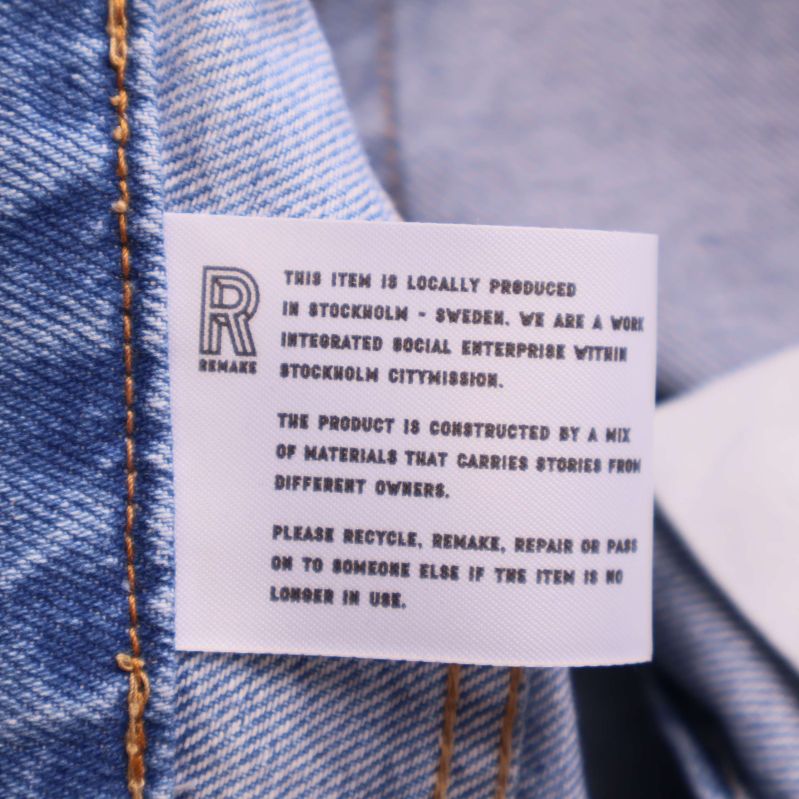 R
REMAKE
THIS ITEM IS LOCALLY PRODUCED
IN STOCKHOLM - SWEDEN. WE ARE A WORK
INTEGRATED SOCIAL ENTERPRISE WITHIN
STOCKHOLM CITYMISSION.
THE PRODUCT IS CONSTRUCTED BY A MIX
OF MATERIALS THAT CARRIES STORIES FROM
DIFFERENT OWNERS.
PLEASE RECYCLE, REMAKE, REPAIR OR PASS
ON TO SOMEONE ELSE IF THE ITEM IS NO
LONGER IN USE.